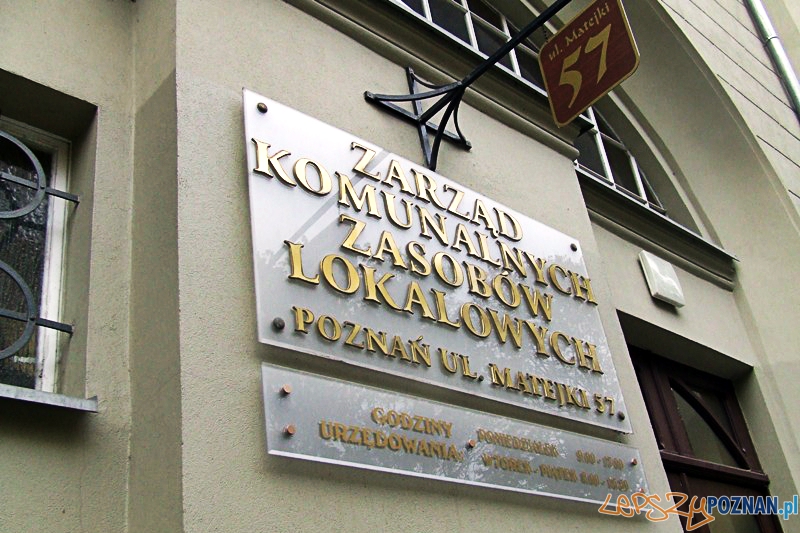 ul. Matejki
57
ZARZĄD
KOMUNALNYCH
ZASOBÓW
LOKALOWYCH
POZNAŃ UL. MATEJKI 57
GODZINY
URZĘDOWANIA:
PONIEDZIAŁEK
WTOREK - PIĄTEK
LEPSZYPOZNAN.pl